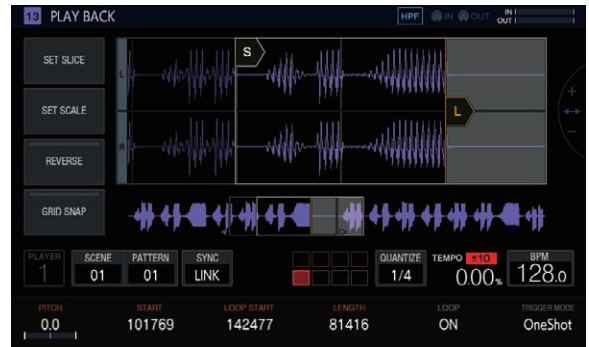 13 PLAY BACK HPF IN OUT IN OUT
SET SLICE
SET SCALE
REVERSE
GRID SNAP
L
R
S
L
+
-
PLAYER 1
SCENE 01
PATTERN 01
SYNC LINK
QUANTIZE 1/4
TEMPO ±10 0.00%
BPM 128.0
PITCH START LOOP START LENGTH LOOP TRIGGER MODE
0.0 101769 142477 81416 ON OneShot